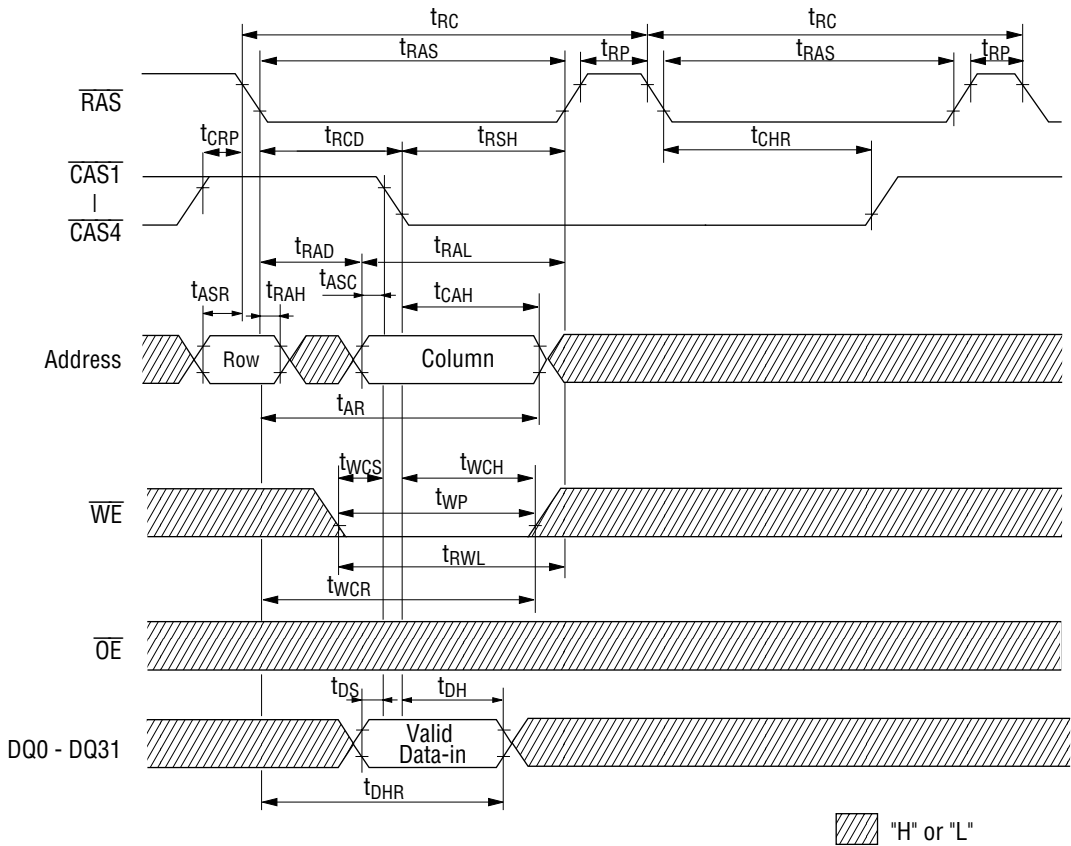 tRC tRC
tRAS tRP tRAS tRP
RAS
tCRP tRCD tRSH tCHR
CAS1
|
CAS4
tRAD tRAL
tASC
tASR tRAH tCAH
Address Row Column
tAR
tWCS tWCH
WE tWP
tRWL
tWCR
OE
tDS tDH
DQ0 - DQ31 Valid
Data-in
tDHR
"H" or "L"